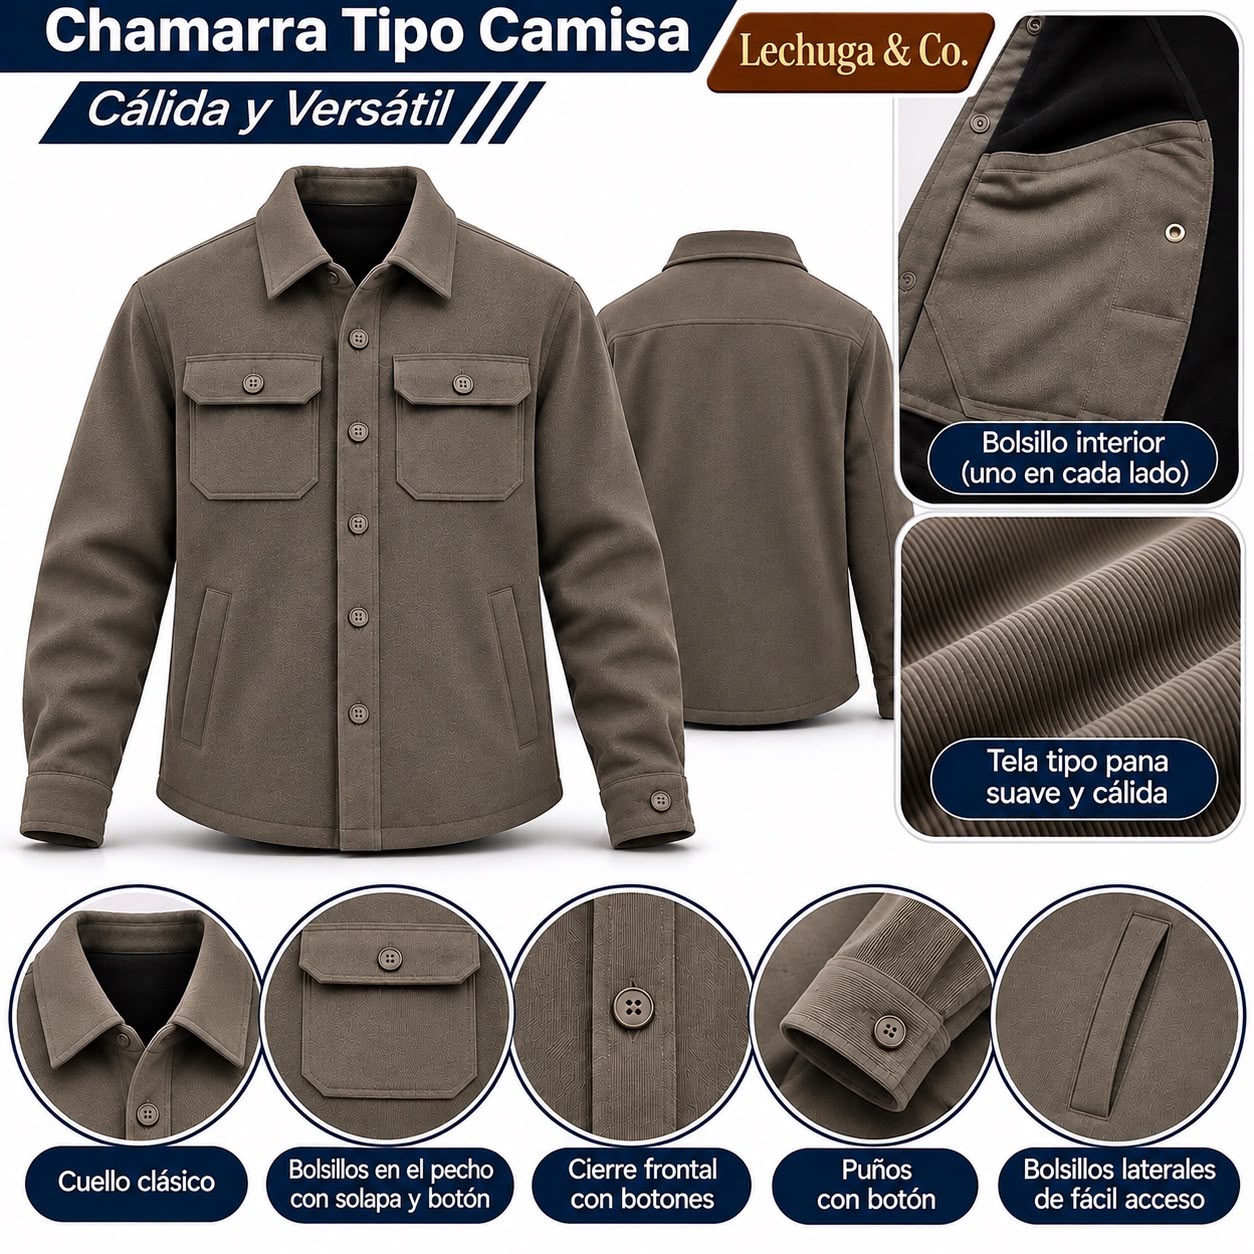 Chamarra Tipo Camisa
Lechuga & Co.
Cálida y Versátil
Bolsillo interior
(uno en cada lado)
Tela tipo pana
suave y cálida
Cuello clásico
Bolsillos en el pecho
con solapa y botón
Cierre frontal
con botones
Puños
con botón
Bolsillos laterales
de fácil acceso